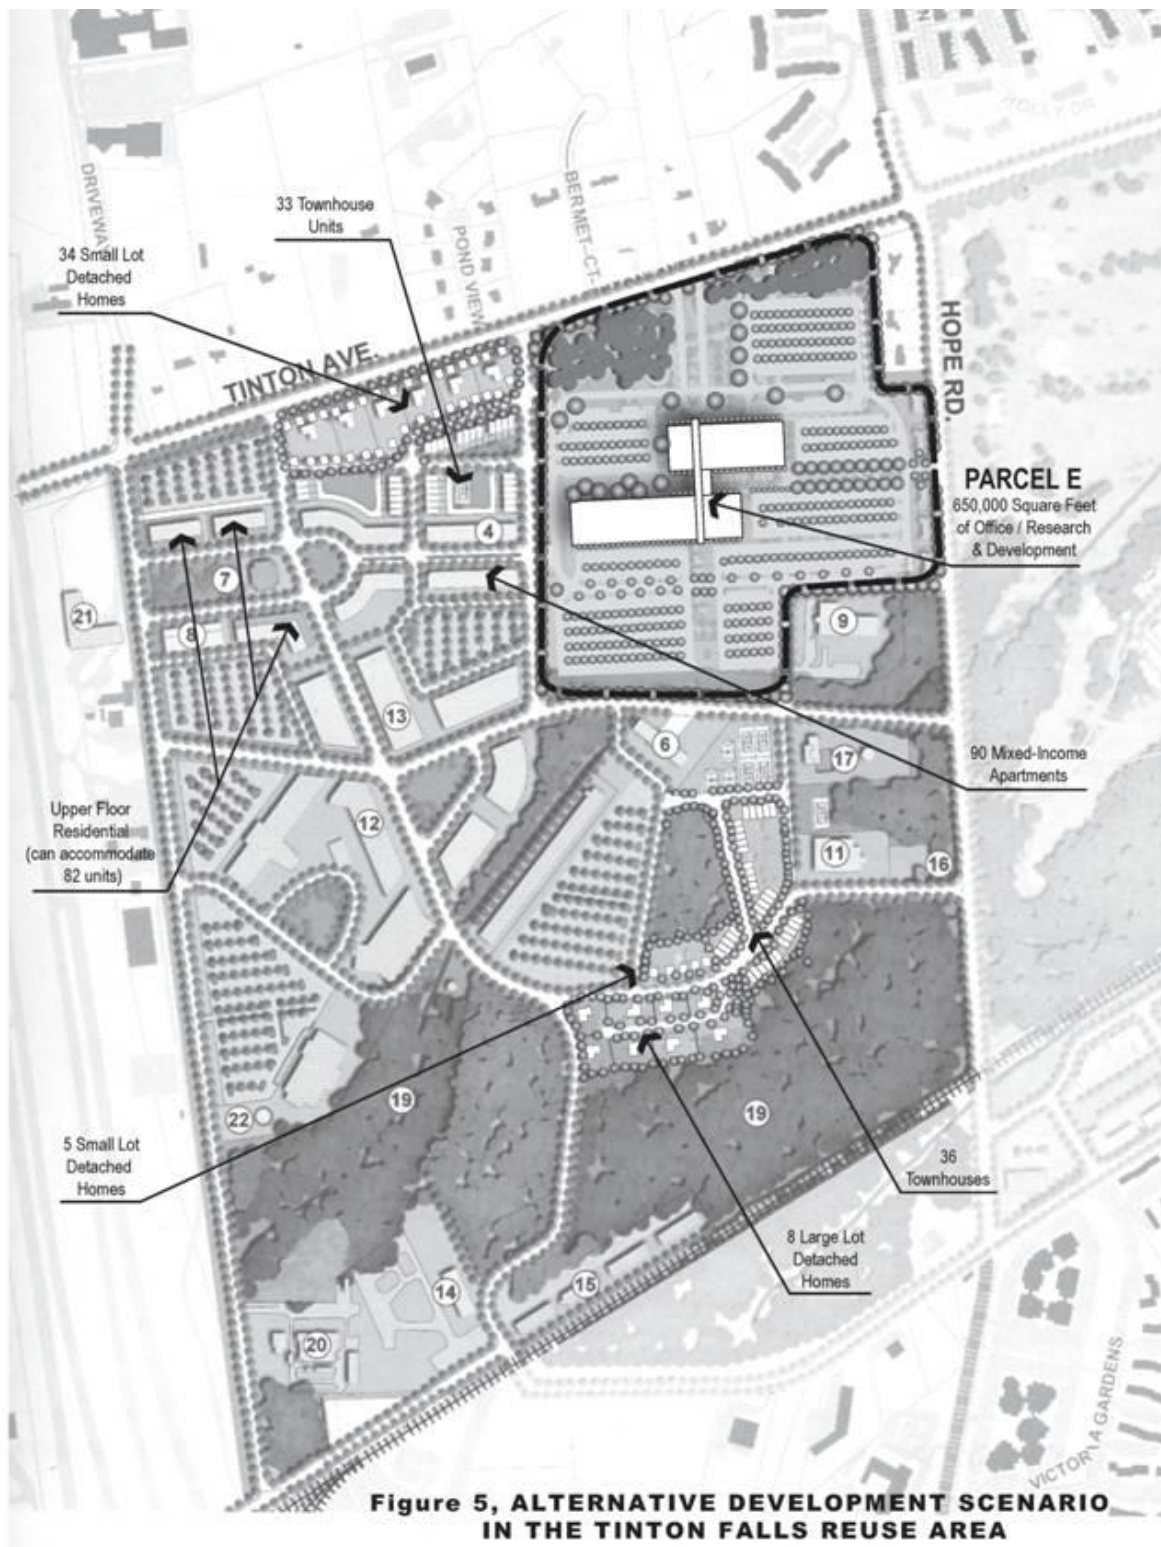 HOLLY DR
DRIVEWAY
33 Townhouse
Units
BERMET-CT-
POND VIEW
34 Small Lot
Detached
Homes
TINTON AVE.
HOPE RD.
PARCEL E
650,000 Square Feet
of Office / Research
& Development
4
7
21
8
9
13
6
17
90 Mixed-Income
Apartments
Upper Floor
Residential
(can accommodate
82 units)
12
11
16
19
19
22
5 Small Lot
Detached
Homes
36
Townhouses
8 Large Lot
Detached
Homes
14
15
20
VICTORIA GARDENS
Figure 5, ALTERNATIVE DEVELOPMENT SCENARIO
IN THE TINTON FALLS REUSE AREA